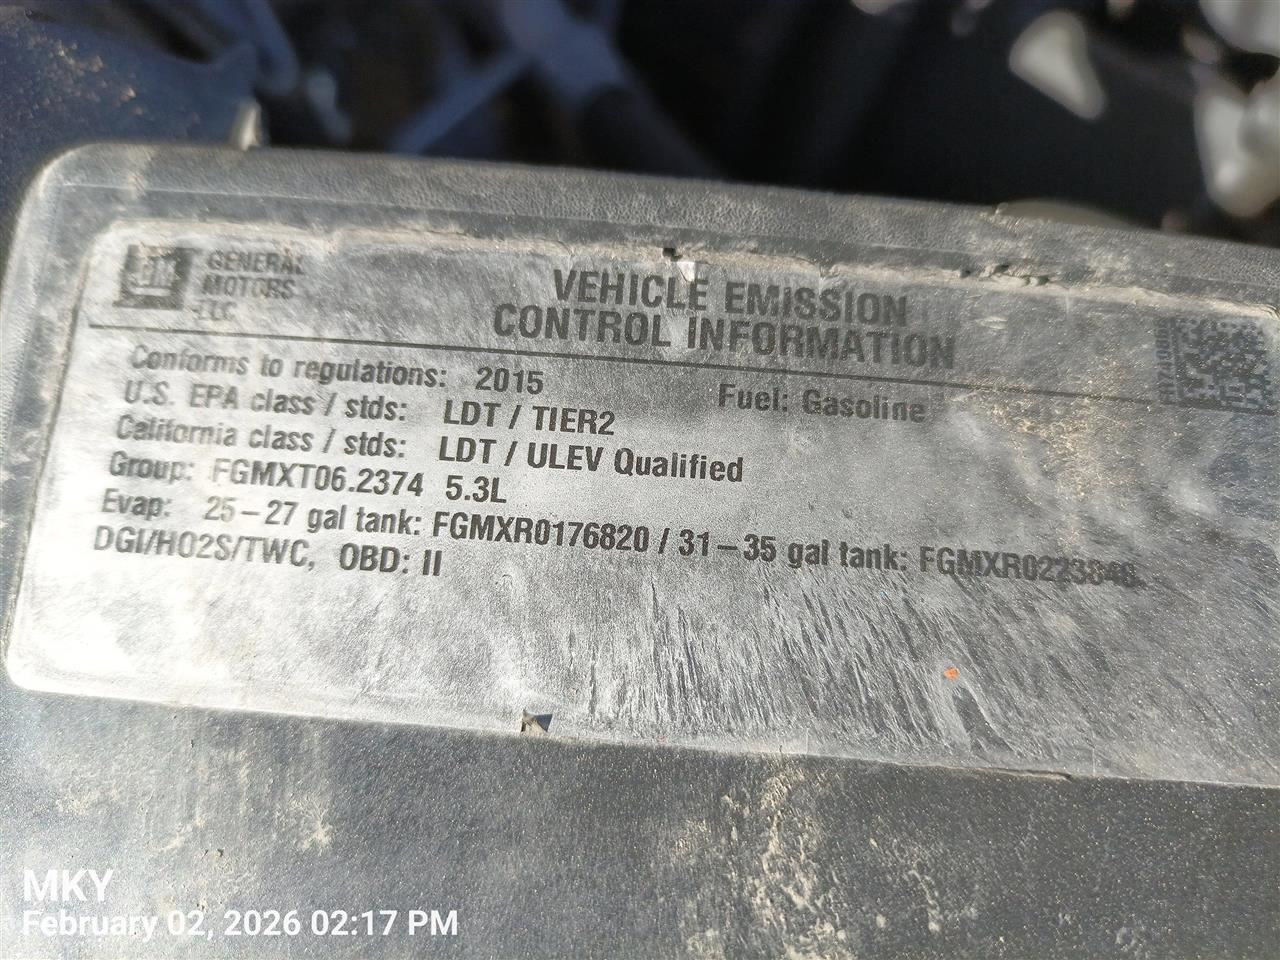 GM
GENERAL
MOTORS
LLC
VEHICLE EMISSION
CONTROL INFORMATION
Conforms to regulations: 2015
Fuel: Gasoline
U.S. EPA class / stds: LDT / TIER2
California class / stds: LDT / ULEV Qualified
Group: FGMXT06.2374 5.3L
Evap: 25–27 gal tank: FGMXR0176820 / 31–35 gal tank: FGMXR0223848.
DGI/HO2S/TWC, OBD: II
MKY
February 02, 2026 02:17 PM